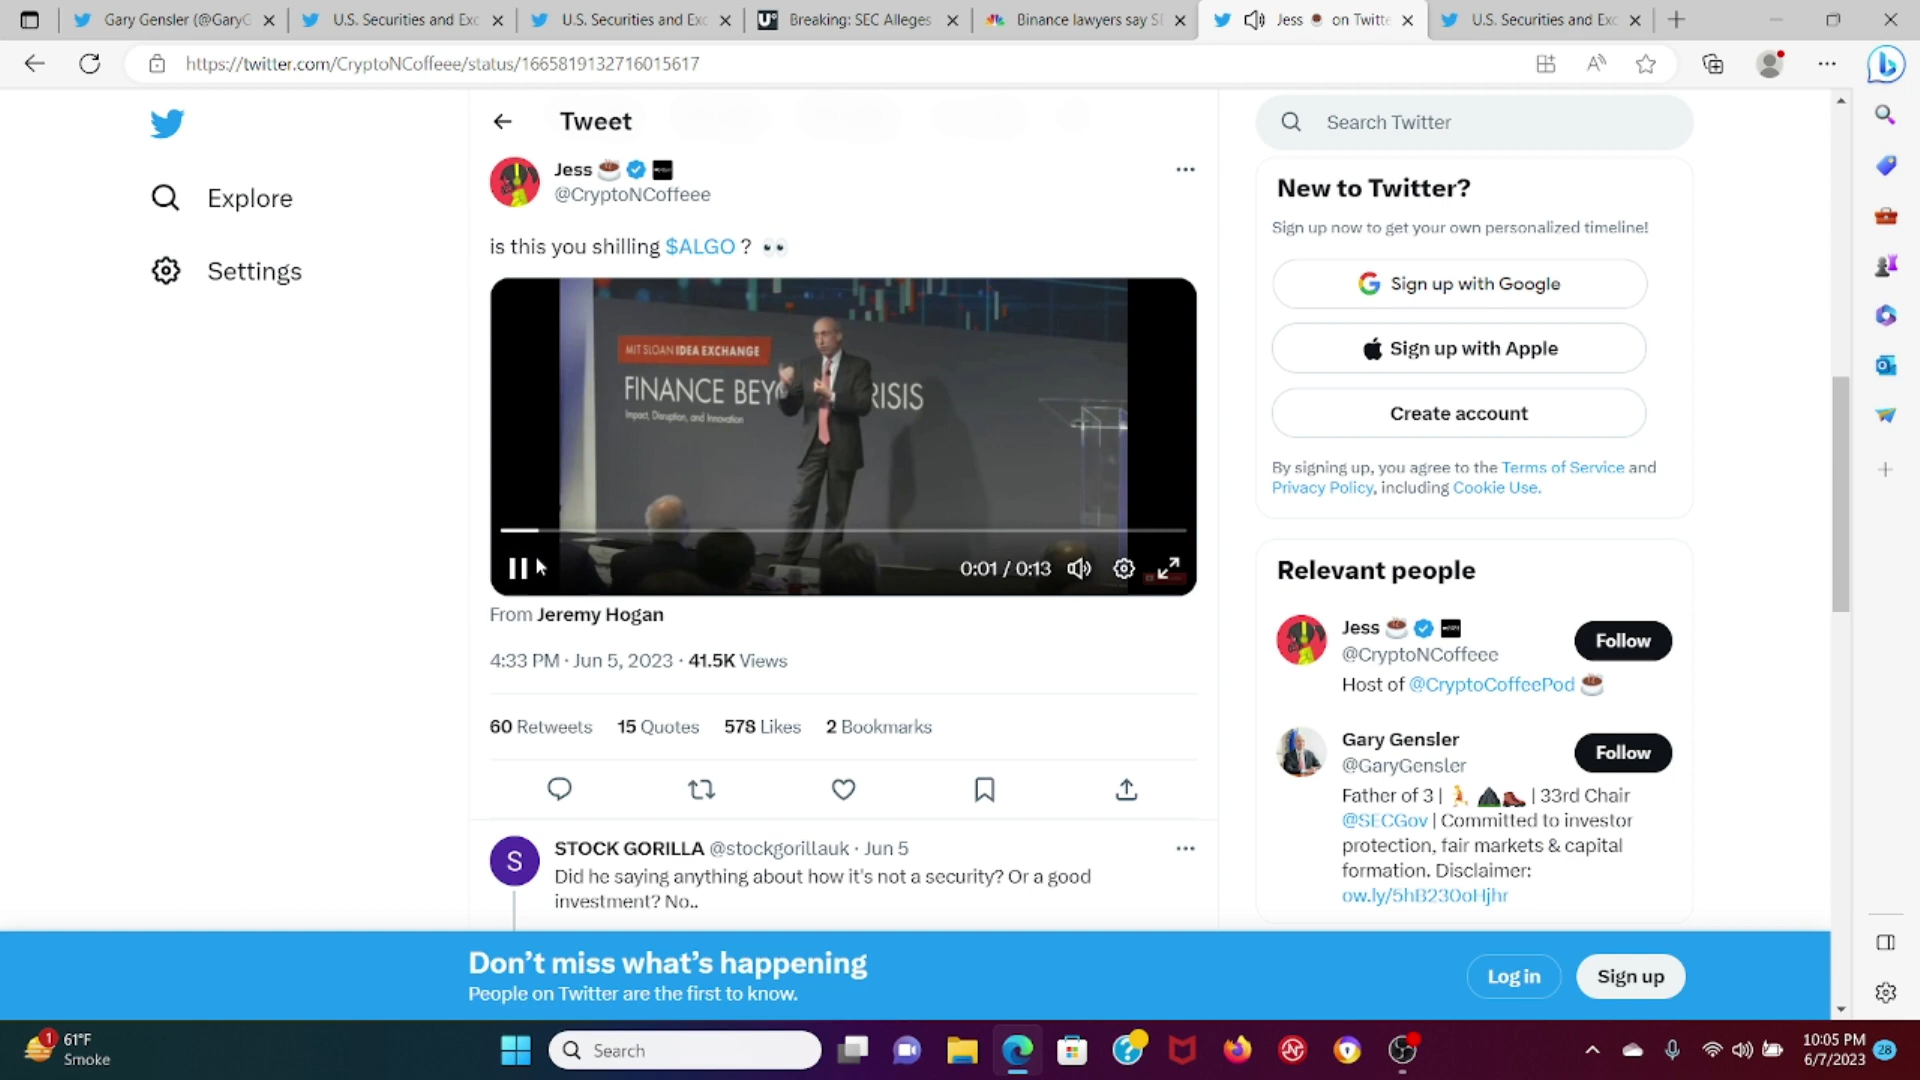 Gary Gensler (@GaryG
U.S. Securities and Exc
U.S. Securities and Exc
Breaking: SEC Alleges
Binance lawyers say SE
Jess ☕ on Twitte
U.S. Securities and Exc
https://twitter.com/CryptoNCoffeee/status/1665819132716015617
Explore
Settings
Tweet
Jess ☕
@CryptoNCoffeee
is this you shilling $ALGO ? 👀
MIT SLOAN IDEA EXCHANGE
FINANCE BEY RISIS
Impact, Disruption, and Innovation
0:01 / 0:13
From Jeremy Hogan
4:33 PM · Jun 5, 2023 · 41.5K Views
60 Retweets 15 Quotes 578 Likes 2 Bookmarks
S
STOCK GORILLA @stockgorillauk · Jun 5
Did he saying anything about how it's not a security? Or a good
investment? No..
Search Twitter
New to Twitter?
Sign up now to get your own personalized timeline!
Sign up with Google
Sign up with Apple
Create account
By signing up, you agree to the Terms of Service and
Privacy Policy, including Cookie Use.
Relevant people
Jess ☕
@CryptoNCoffeee
Follow
Host of @CryptoCoffeePod ☕
Gary Gensler
@GaryGensler
Follow
Father of 3 | 🏃 ⛰️🥾 | 33rd Chair
@SECGov | Committed to investor
protection, fair markets & capital
formation. Disclaimer:
ow.ly/5hB230oHjhr
Don't miss what's happening
People on Twitter are the first to know.
Log in
Sign up
1
61°F
Smoke
Search
10:05 PM
6/7/2023
28